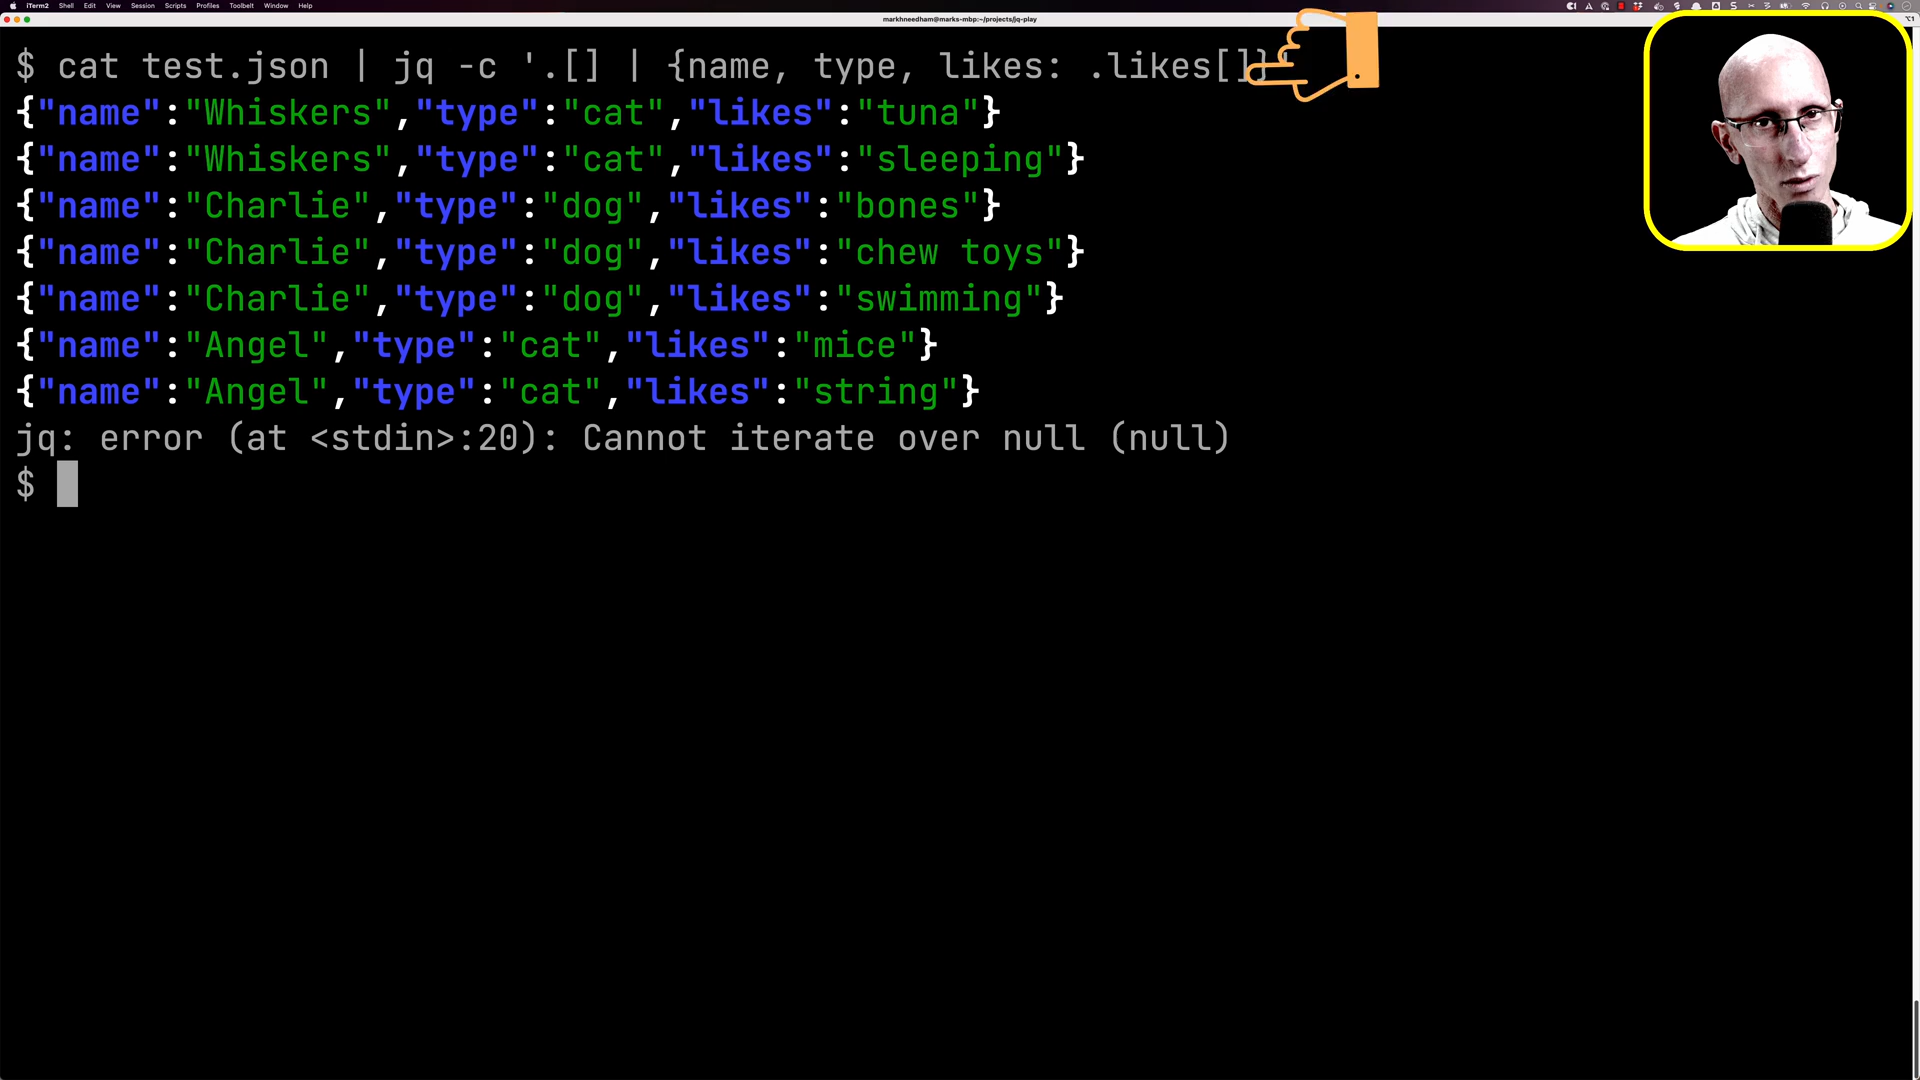 iTerm2 Shell Edit View Session Scripts Profiles Toolbelt Window Help
markhneedham@marks-mbp:~/projects/jq-play
⌥1
$ cat test.json | jq -c '.[] | {name, type, likes: .likes[]}'
{"name":"Whiskers","type":"cat","likes":"tuna"}
{"name":"Whiskers","type":"cat","likes":"sleeping"}
{"name":"Charlie","type":"dog","likes":"bones"}
{"name":"Charlie","type":"dog","likes":"chew toys"}
{"name":"Charlie","type":"dog","likes":"swimming"}
{"name":"Angel","type":"cat","likes":"mice"}
{"name":"Angel","type":"cat","likes":"string"}
jq: error (at <stdin>:20): Cannot iterate over null (null)
$